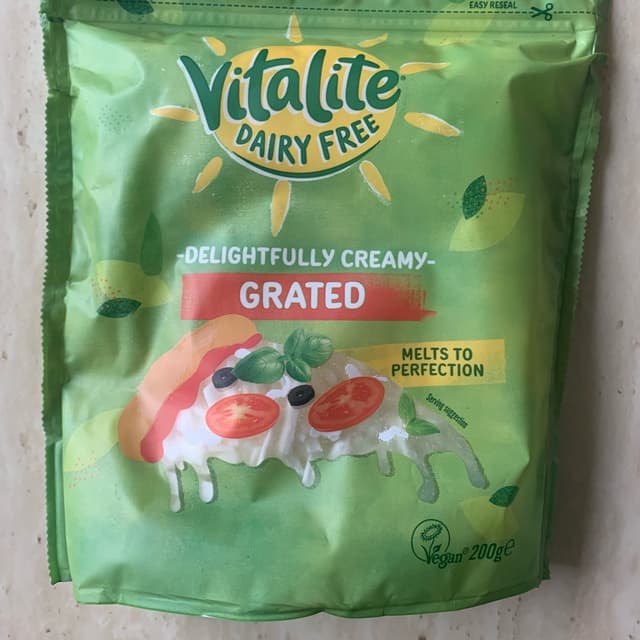 EASY RESEAL
Vitalite
DAIRY FREE
-DELIGHTFULLY CREAMY-
GRATED
MELTS TO
PERFECTION
Serving suggestion
Vegan® 200g℮